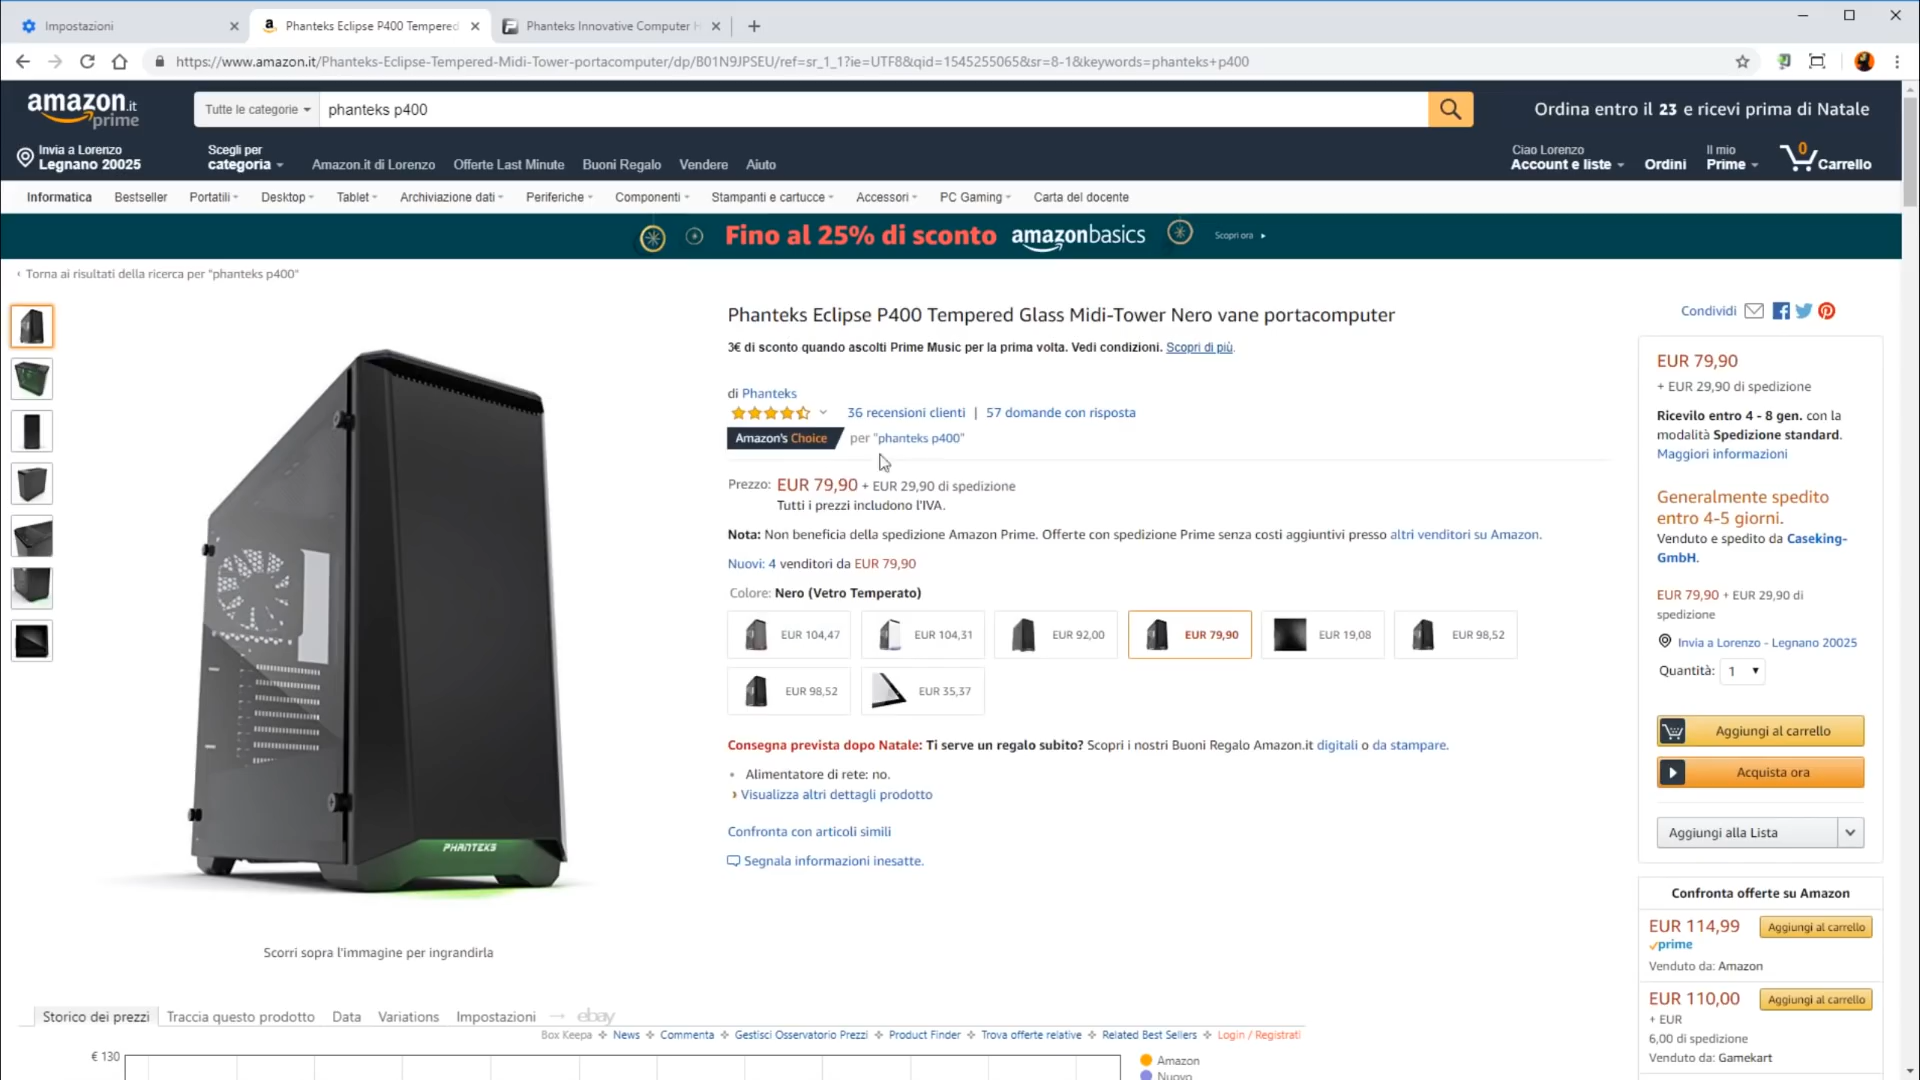 Impostazioni
Phanteks Eclipse P400 Tempered
Phanteks Innovative Computer H
https://www.amazon.it/Phanteks-Eclipse-Tempered-Midi-Tower-portacomputer/dp/B01N9JPSEU/ref=sr_1_1?ie=UTF8&qid=1545255065&sr=8-1&keywords=phanteks+p400
amazon.it
prime
Tutte le categorie
phanteks p400
Ordina entro il 23 e ricevi prima di Natale
Invia a Lorenzo
Legnano 20025
Scegli per
categoria
Amazon.it di Lorenzo
Offerte Last Minute
Buoni Regalo
Vendere
Aiuto
Ciao Lorenzo
Account e liste
Ordini
Il mio
Prime
0
Carrello
Informatica
Bestseller
Portatili
Desktop
Tablet
Archiviazione dati
Periferiche
Componenti
Stampanti e cartucce
Accessori
PC Gaming
Carta del docente
Fino al 25% di sconto amazonbasics
Scopri ora
‹ Torna ai risultati della ricerca per "phanteks p400"
Phanteks Eclipse P400 Tempered Glass Midi-Tower Nero vane portacomputer
3€ di sconto quando ascolti Prime Music per la prima volta. Vedi condizioni. Scopri di più.
di Phanteks
36 recensioni clienti | 57 domande con risposta
Amazon's Choice per "phanteks p400"
Prezzo: EUR 79,90 + EUR 29,90 di spedizione
Tutti i prezzi includono l'IVA.
Nota: Non beneficia della spedizione Amazon Prime. Offerte con spedizione Prime senza costi aggiuntivi presso altri venditori su Amazon.
Nuovi: 4 venditori da EUR 79,90
Colore: Nero (Vetro Temperato)
EUR 104,47
EUR 104,31
EUR 92,00
EUR 79,90
EUR 19,08
EUR 98,52
EUR 98,52
EUR 35,37
Consegna prevista dopo Natale: Ti serve un regalo subito? Scopri i nostri Buoni Regalo Amazon.it digitali o da stampare.
• Alimentatore di rete: no.
› Visualizza altri dettagli prodotto
Confronta con articoli simili
Segnala informazioni inesatte.
PHANTEKS
Scorri sopra l'immagine per ingrandirla
Condividi
EUR 79,90
+ EUR 29,90 di spedizione
Ricevilo entro 4 - 8 gen. con la
modalità Spedizione standard.
Maggiori informazioni
Generalmente spedito
entro 4-5 giorni.
Venduto e spedito da Caseking-
GmbH.
EUR 79,90 + EUR 29,90 di
spedizione
Invia a Lorenzo - Legnano 20025
Quantità: 1
Aggiungi al carrello
Acquista ora
Aggiungi alla Lista
Confronta offerte su Amazon
EUR 114,99
Aggiungi al carrello
prime
Venduto da: Amazon
EUR 110,00
Aggiungi al carrello
+ EUR
6,00 di spedizione
Venduto da: Gamekart
Storico dei prezzi
Traccia questo prodotto
Data
Variations
Impostazioni
ebay
Box Keepa
News
Commenta
Gestisci Osservatorio Prezzi
Product Finder
Trova offerte relative
Related Best Sellers
Login / Registrati
€ 130
Amazon
Nuovo